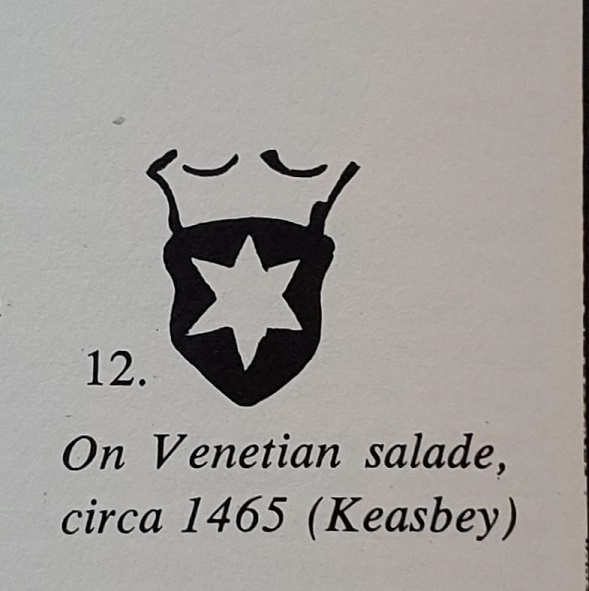 12.
On Venetian salade,
circa 1465 (Keasbey)